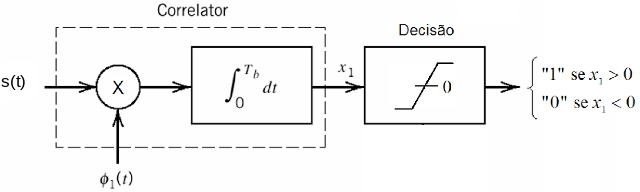 Correlator
Decisão
s(t)
X
∫₀^{T_b} dt
x₁
0
"1" se x₁ > 0
"0" se x₁ < 0
ϕ₁(t)